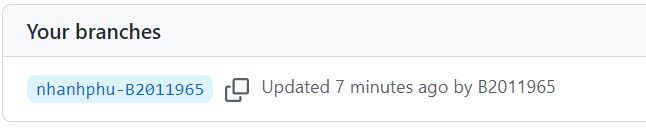 Your branches
nhanhphu-B2011965 Updated 7 minutes ago by B2011965